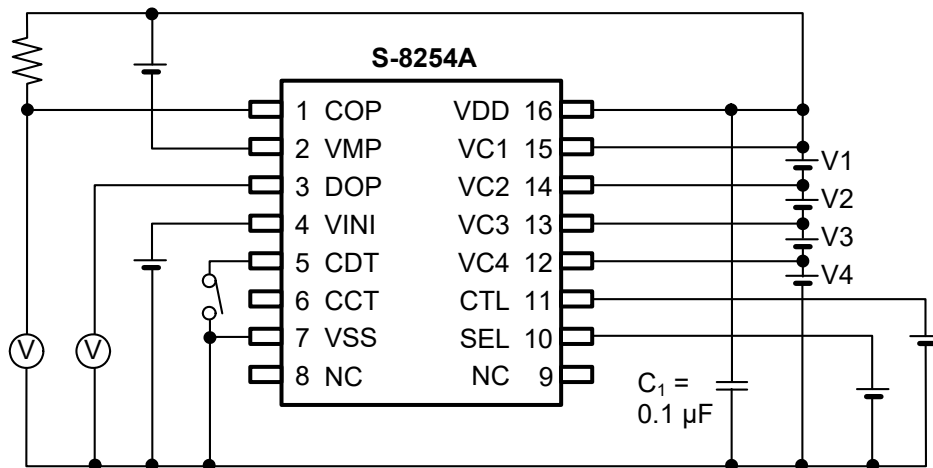 S-8254A
1 COP VDD 16
2 VMP VC1 15
3 DOP VC2 14
4 VINI VC3 13
5 CDT VC4 12
6 CCT CTL 11
7 VSS SEL 10
8 NC NC 9
V1
V2
V3
V4
V V
C₁ =
0.1 µF